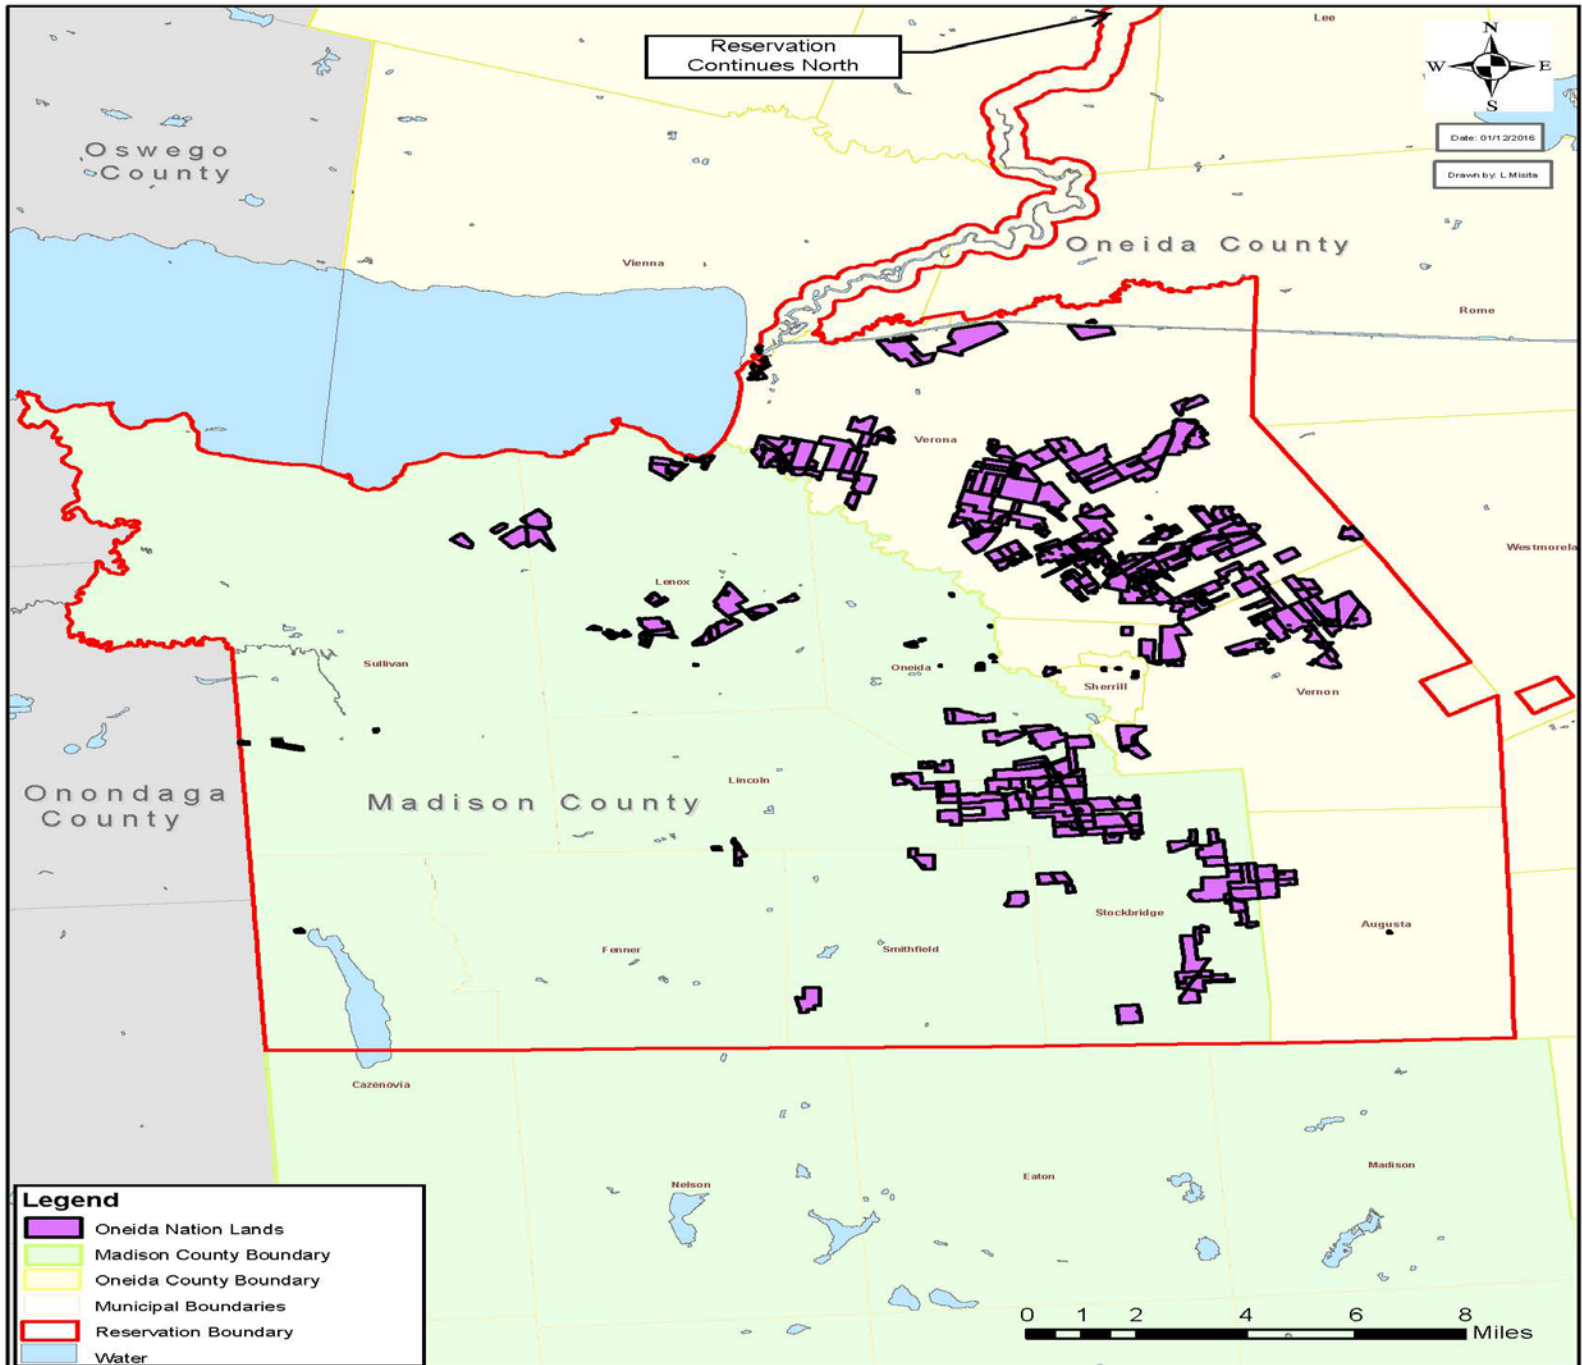 Lee
Reservation
Continues North
N
W E
S
Date: 01/12/2016
Drawn by: L Misita
Oswego
County
Oneida County
Vienna
Rome
Verona
Westmorela
Lenox
Sullivan
Oneida
Sherrill
Vernon
Onondaga
County
Madison County
Lincoln
Stockbridge
Augusta
Fenner
Smithfield
Cazenovia
Nelson
Eaton
Madison
Legend
Oneida Nation Lands
Madison County Boundary
Oneida County Boundary
Municipal Boundaries
Reservation Boundary
Water
0 1 2 4 6 8
Miles